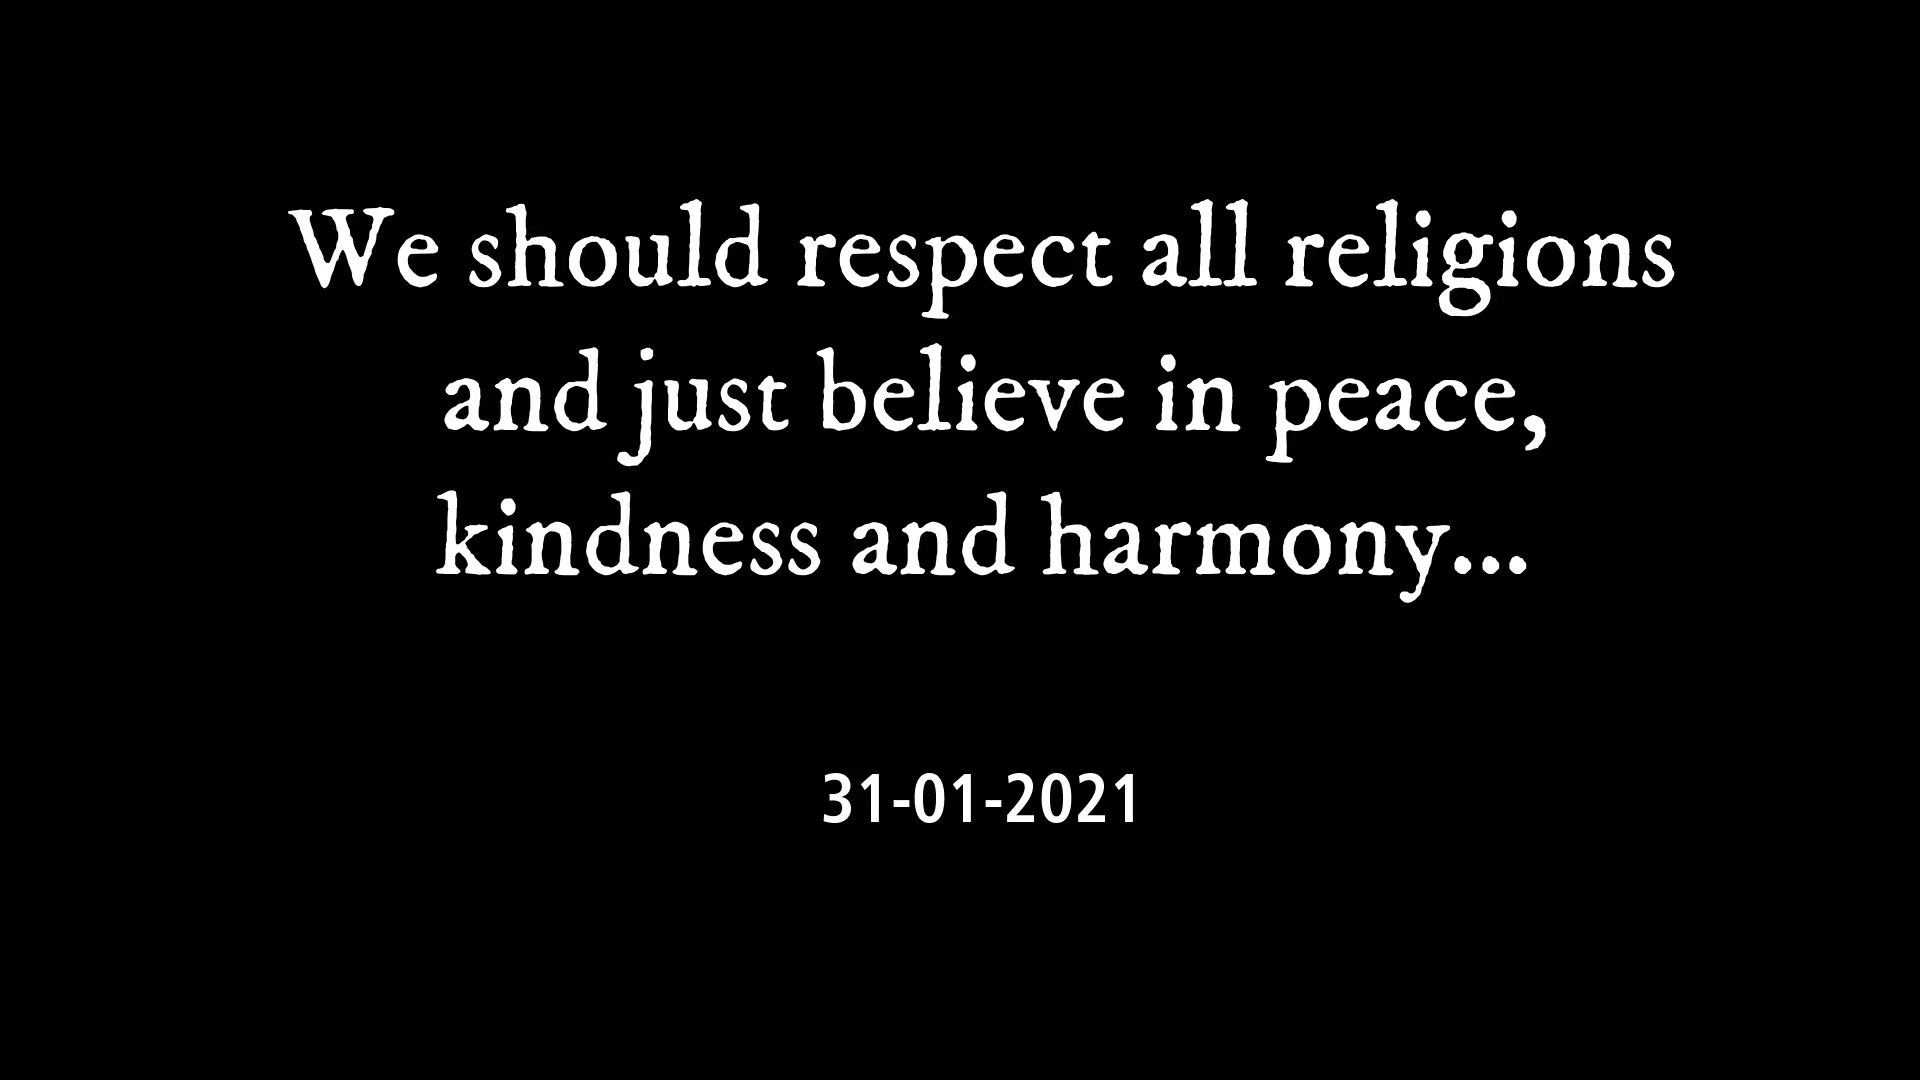 We should respect all religions
and just believe in peace,
kindness and harmony...
31-01-2021